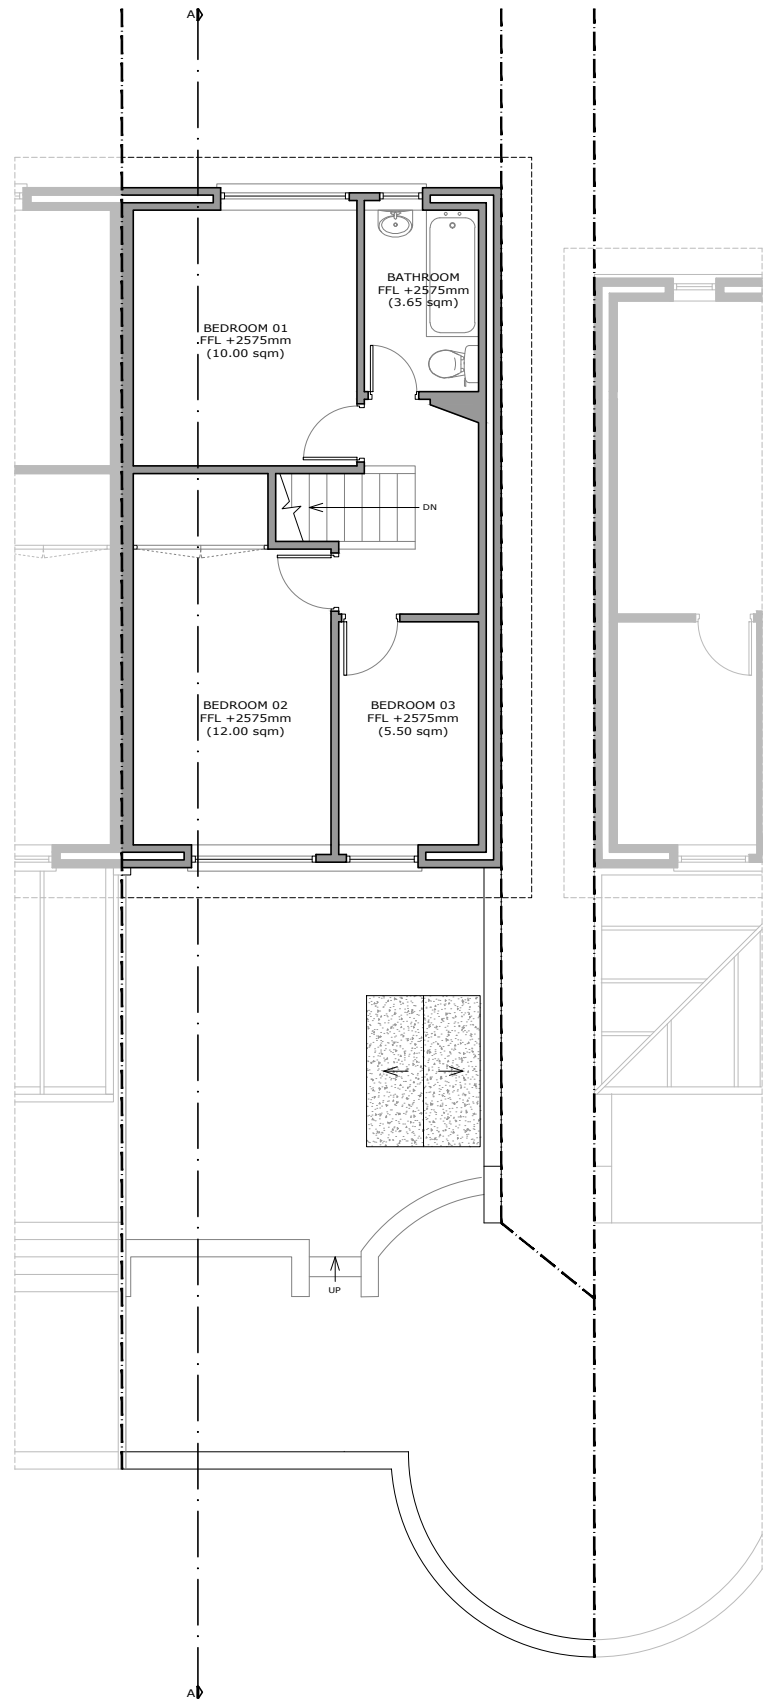 A
BATHROOM
FFL +2575mm
(3.65 sqm)
BEDROOM 01
FFL +2575mm
(10.00 sqm)
DN
BEDROOM 02
FFL +2575mm
(12.00 sqm)
BEDROOM 03
FFL +2575mm
(5.50 sqm)
UP
A